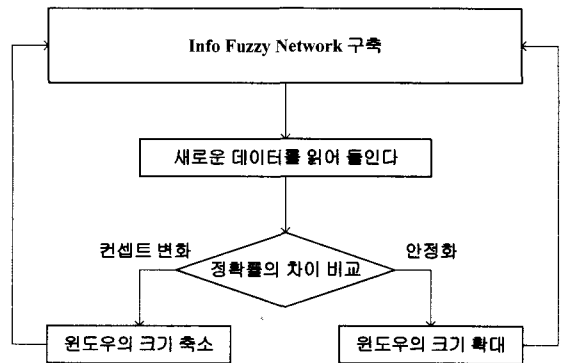 Info Fuzzy Network 구축
새로운 데이터를 읽어 들인다
컨셉트 변화
정확률의 차이 비교
안정화
윈도우의 크기 축소
윈도우의 크기 확대